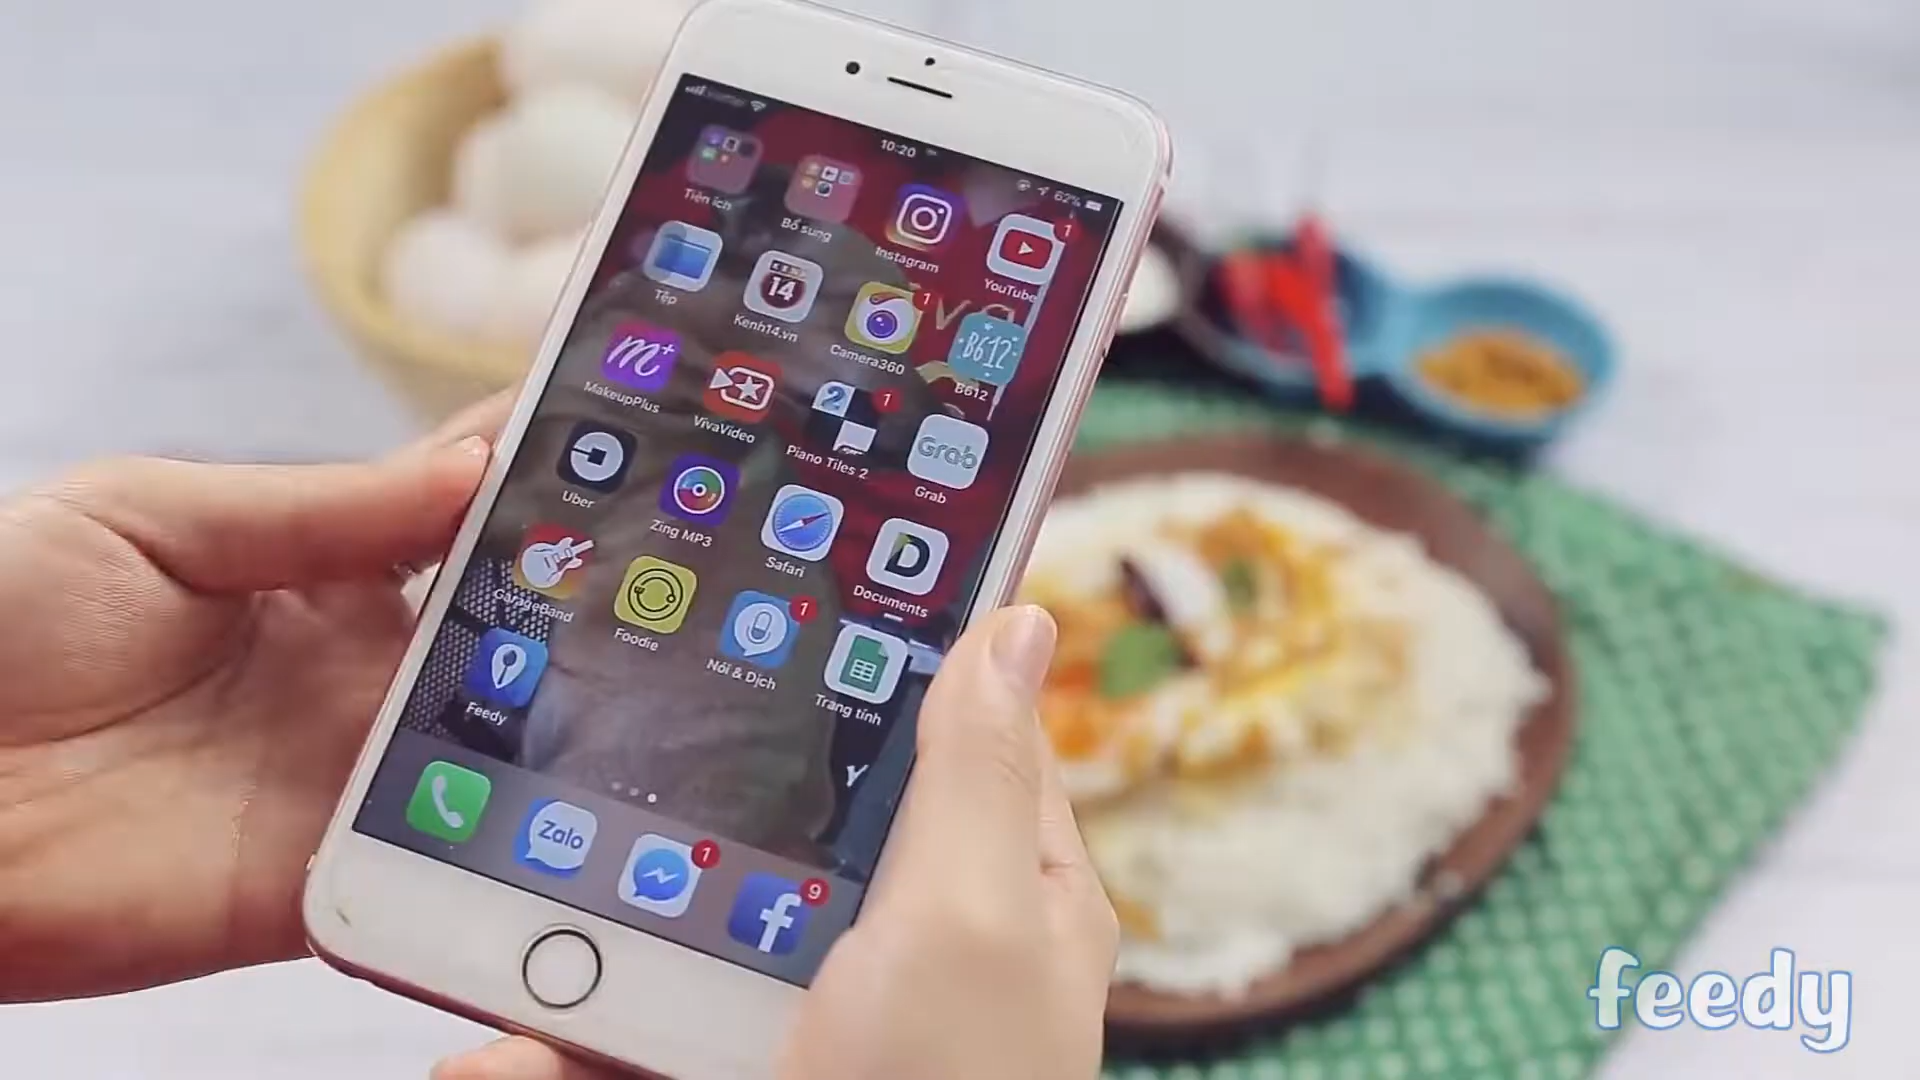 10:20
62%
Tiện ích
Bổ sung
Instagram
1
YouTube
Tệp
14
Kenh14.vn
1
Camera360
B612
B612
m+
MakeupPlus
VivaVideo
2
1
Piano Tiles 2
Grab
Grab
Uber
Zing MP3
Safari
D
Documents
GarageBand
Foodie
1
Nói & Dịch
Trang tính
Feedy
Zalo
1
f
9
feedy